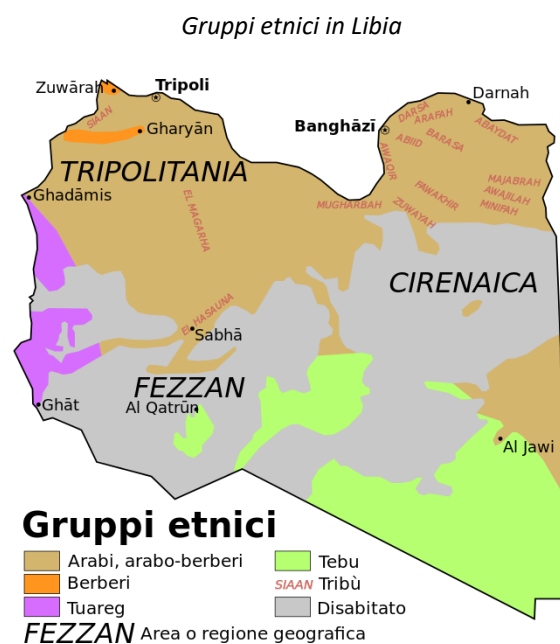 Gruppi etnici in Libia
Zuwārah
Tripoli
SIAAN
Gharyān
TRIPOLITANIA
Ghadāmis
EL MAGARHA
MUGHARBAH
Banghāzī
Darnah
DARSA
ARAFAH
ABAYDAT
ABIID
BARASA
AWAQIR
FAWAKHIR
ZUWAYAH
MAJABRAH
AWAJILAH
MINIFAH
CIRENAICA
EL HASAUNA
Sabhā
FEZZAN
Ghāt
Al Qatrūn
Al Jawi
Gruppi etnici
Arabi, arabo-berberi
Berberi
Tuareg
Tebu
SIAAN Tribù
Disabitato
FEZZAN Area o regione geografica